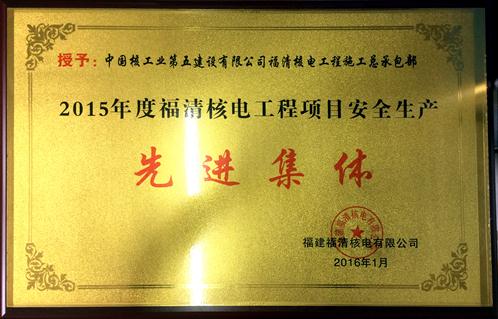 授予：中国核工业第五建设有限公司福清核电工程施工总承包部
2015年度福清核电工程项目安全生产
先进集体
福建福清核电有限公司
2016年1月